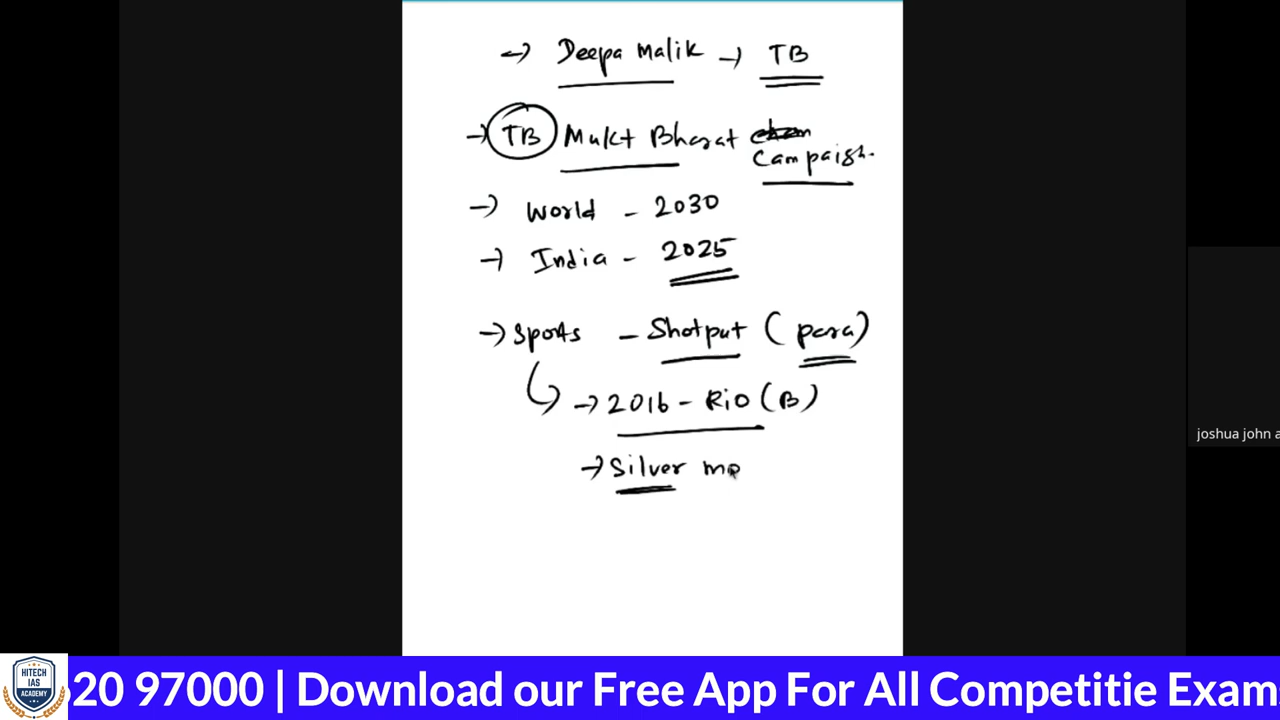 → Deepa Malik → TB
→ TB Mukt Bharat
Campaign.
→ World - 2030
→ India - 2025
→ Sports - Shotput (para)
→ 2016 - Rio (B)
→ Silver me
joshua john a
HITECH
IAS
ACADEMY
20 97000 | Download our Free App For All Competitie Exam